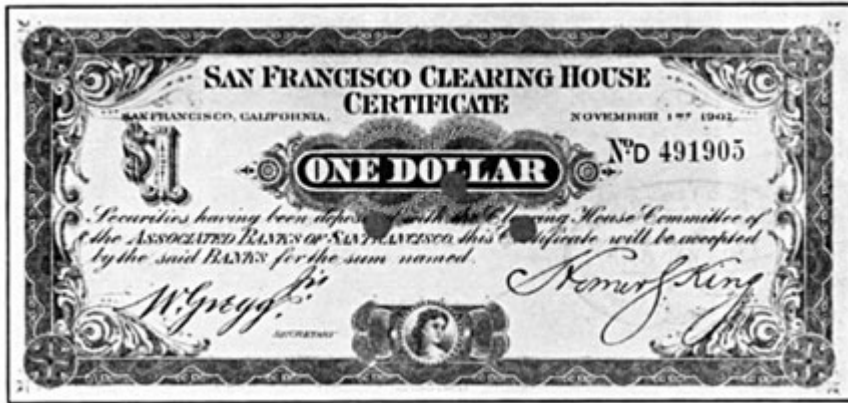 SAN FRANCISCO CLEARING HOUSE
CERTIFICATE
SAN FRANCISCO, CALIFORNIA. NOVEMBER 1ST
$1 ONE DOLLAR No D 491905
Securities having been deposited with the Clearing House Committee of
the ASSOCIATED BANKS OF SAN FRANCISCO this Certificate will be accepted
by the said BANKS for the sum named.
W. Gregg Jr. Homer S King
SECRETARY